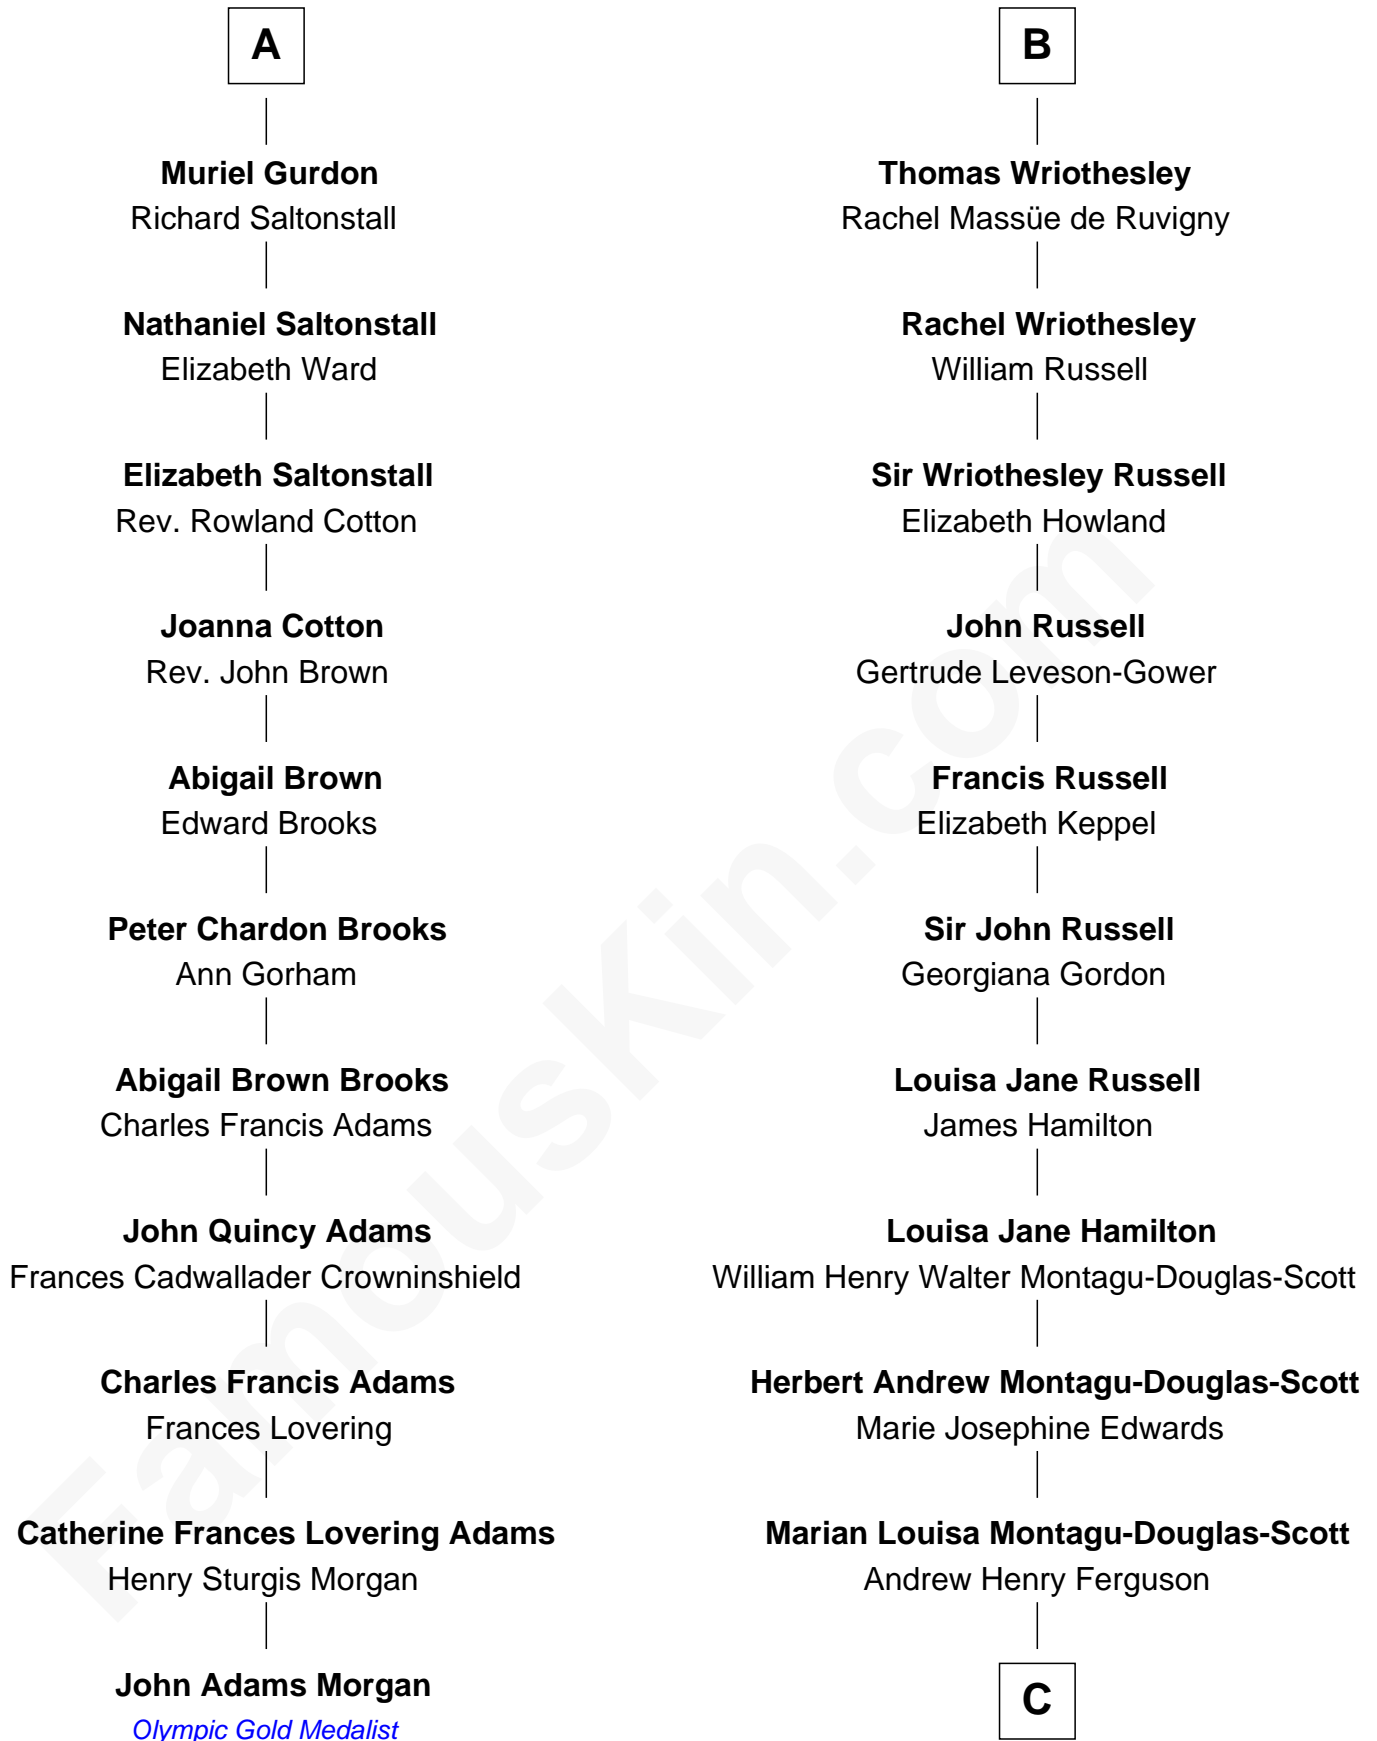 A
Muriel Gurdon
Richard Saltonstall
Nathaniel Saltonstall
Elizabeth Ward
Elizabeth Saltonstall
Rev. Rowland Cotton
Joanna Cotton
Rev. John Brown
Abigail Brown
Edward Brooks
Peter Chardon Brooks
Ann Gorham
Abigail Brown Brooks
Charles Francis Adams
John Quincy Adams
Frances Cadwallader Crowninshield
Charles Francis Adams
Frances Lovering
Catherine Frances Lovering Adams
Henry Sturgis Morgan
John Adams Morgan
Olympic Gold Medalist
B
Thomas Wriothesley
Rachel Massüe de Ruvigny
Rachel Wriothesley
William Russell
Sir Wriothesley Russell
Elizabeth Howland
John Russell
Gertrude Leveson-Gower
Francis Russell
Elizabeth Keppel
Sir John Russell
Georgiana Gordon
Louisa Jane Russell
James Hamilton
Louisa Jane Hamilton
William Henry Walter Montagu-Douglas-Scott
Herbert Andrew Montagu-Douglas-Scott
Marie Josephine Edwards
Marian Louisa Montagu-Douglas-Scott
Andrew Henry Ferguson
C
FamousKin.com